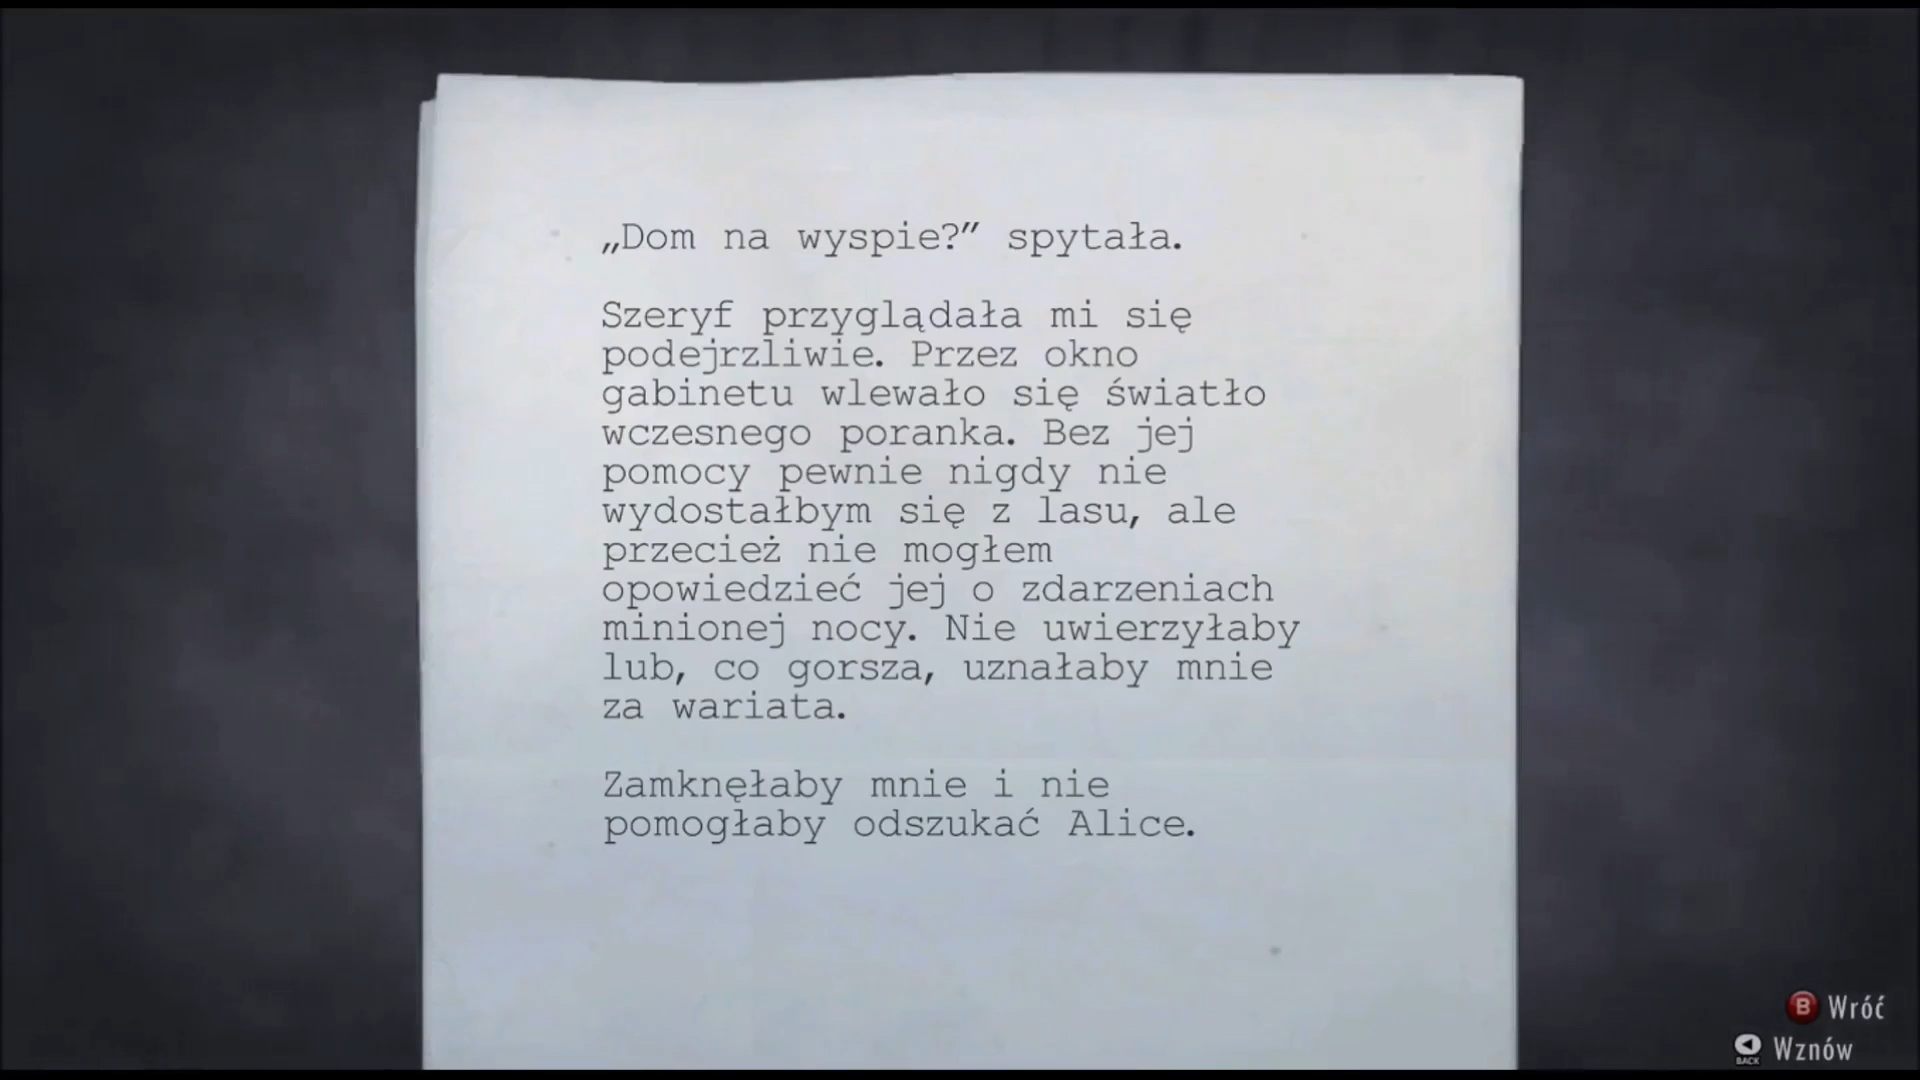 „Dom na wyspie?” spytała.
Szeryf przyglądała mi się
podejrzliwie. Przez okno
gabinetu wlewało się światło
wczesnego poranka. Bez jej
pomocy pewnie nigdy nie
wydostałbym się z lasu, ale
przecież nie mogłem
opowiedzieć jej o zdarzeniach
minionej nocy. Nie uwierzyłaby
lub, co gorsza, uznałaby mnie
za wariata.
Zamknęłaby mnie i nie
pomogłaby odszukać Alice.
B Wróć
BACK Wznów